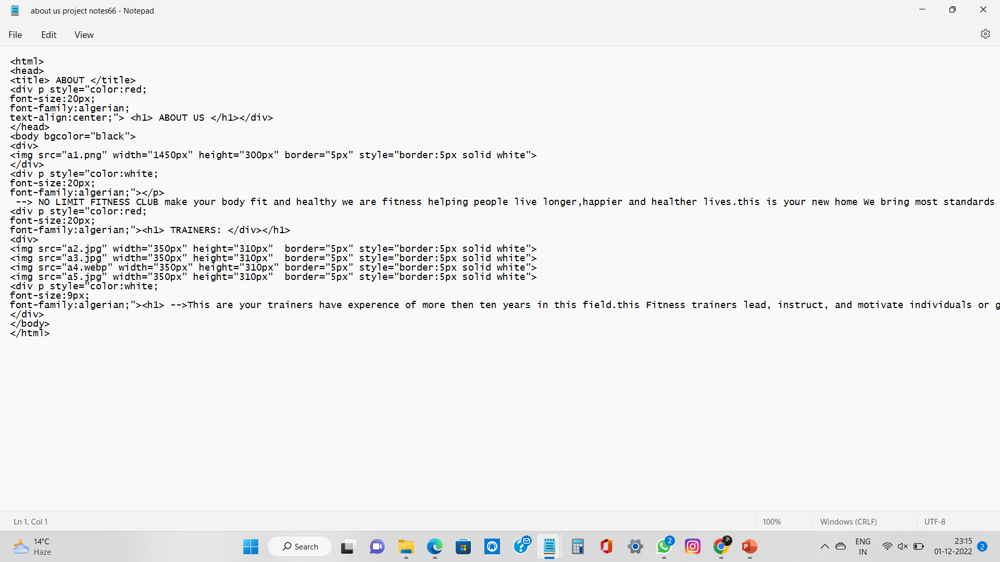 about us project notes66 - Notepad
File Edit View
<html>
<head>
<title> ABOUT </title>
<div p style="color:red;
font-size:20px;
font-family:algerian;
text-align:center;"> <h1> ABOUT US </h1></div>
</head>
<body bgcolor="black">
<div>
<img src="a1.png" width="1450px" height="300px" border="5px" style="border:5px solid white">
</div>
<div p style="color:white;
font-size:20px;
font-family:algerian;"></p>
 --> NO LIMIT FITNESS CLUB make your body fit and healthy we are fitness helping people live longer,happier and healther lives.this is your new home We bring most standards
<div p style="color:red;
font-size:20px;
font-family:algerian;"><h1> TRAINERS: </div></h1>
<div>
<img src="a2.jpg" width="350px" height="310px"  border="5px" style="border:5px solid white">
<img src="a3.jpg" width="350px" height="310px"  border="5px" style="border:5px solid white">
<img src="a4.webp" width="350px" height="310px" border="5px" style="border:5px solid white">
<img src="a5.jpg" width="350px" height="310px"  border="5px" style="border:5px solid white">
<div p style="color:white;
font-size:9px;
font-family:algerian;"><h1> -->This are your trainers have experence of more then ten years in this field.this Fitness trainers lead, instruct, and motivate individuals or g
</div>
</body>
</html>
Ln 1, Col 1 100% Windows (CRLF) UTF-8
14°C
Haze
Search
2
ENG
IN
23:15
01-12-2022
2